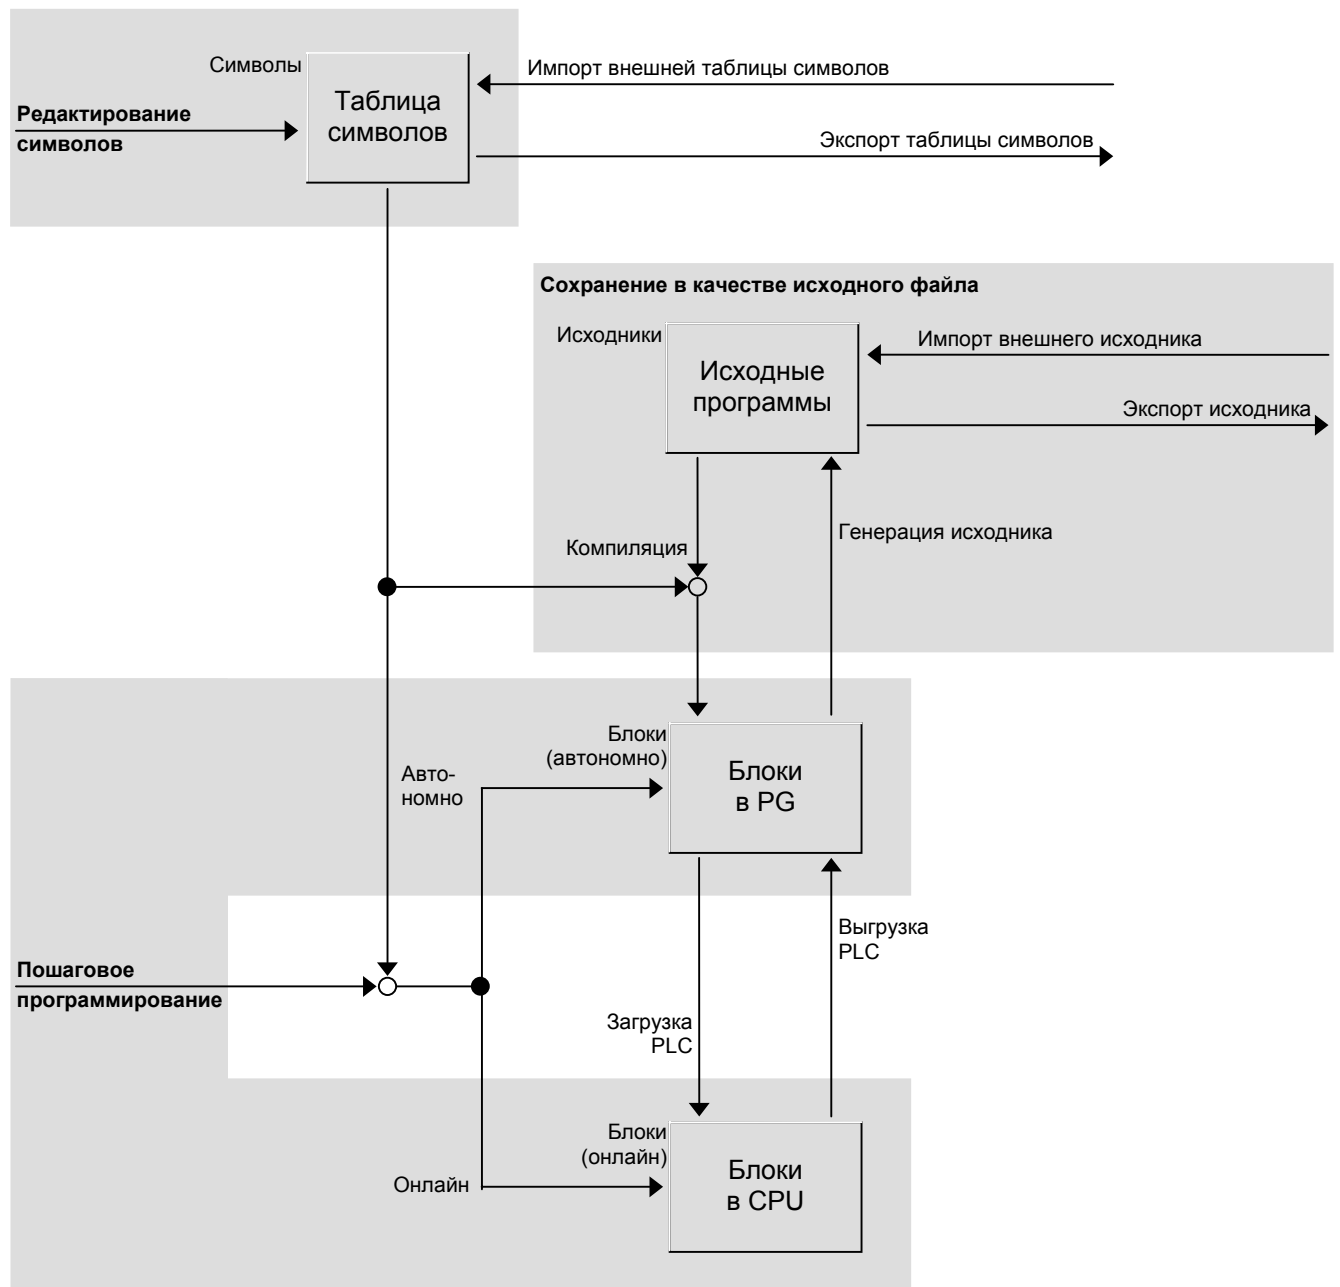 Символы
Импорт внешней таблицы символов
Таблица
символов
Редактирование
символов
Экспорт таблицы символов
Сохранение в качестве исходного файла
Исходники
Импорт внешнего исходника
Исходные
программы
Экспорт исходника
Генерация исходника
Компиляция
Блоки
(автономно)
Блоки
в PG
Авто-
номно
Выгрузка
PLC
Пошаговое
программирование
Загрузка
PLC
Блоки
(онлайн)
Блоки
в CPU
Онлайн